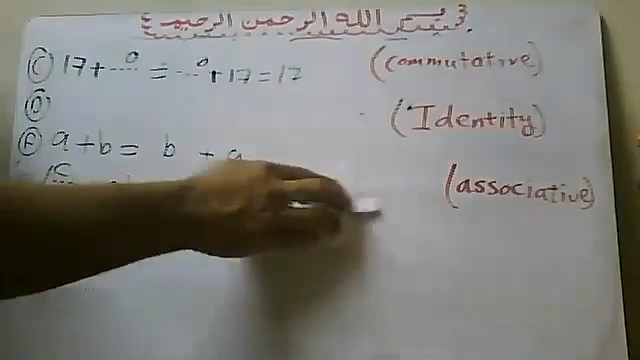 بسم الله الرحمن الرحيم
(C) 17 + ..0.. = ..0.. + 17 = 17 (Commutative)
(D) (Identity)
(E) a + b = b + a
(associative)